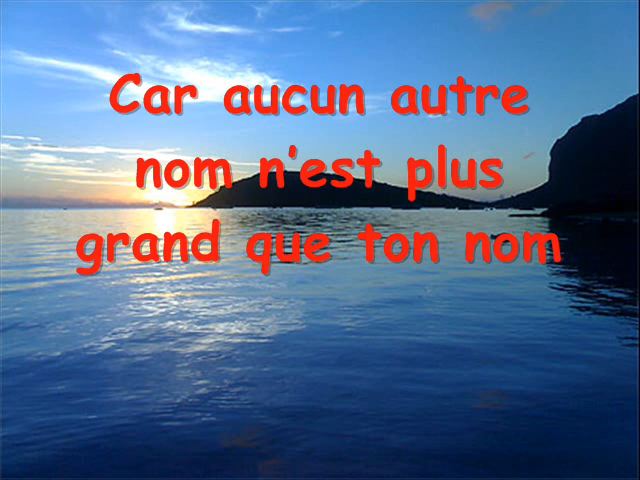 Car aucun autre
nom n'est plus
grand que ton nom